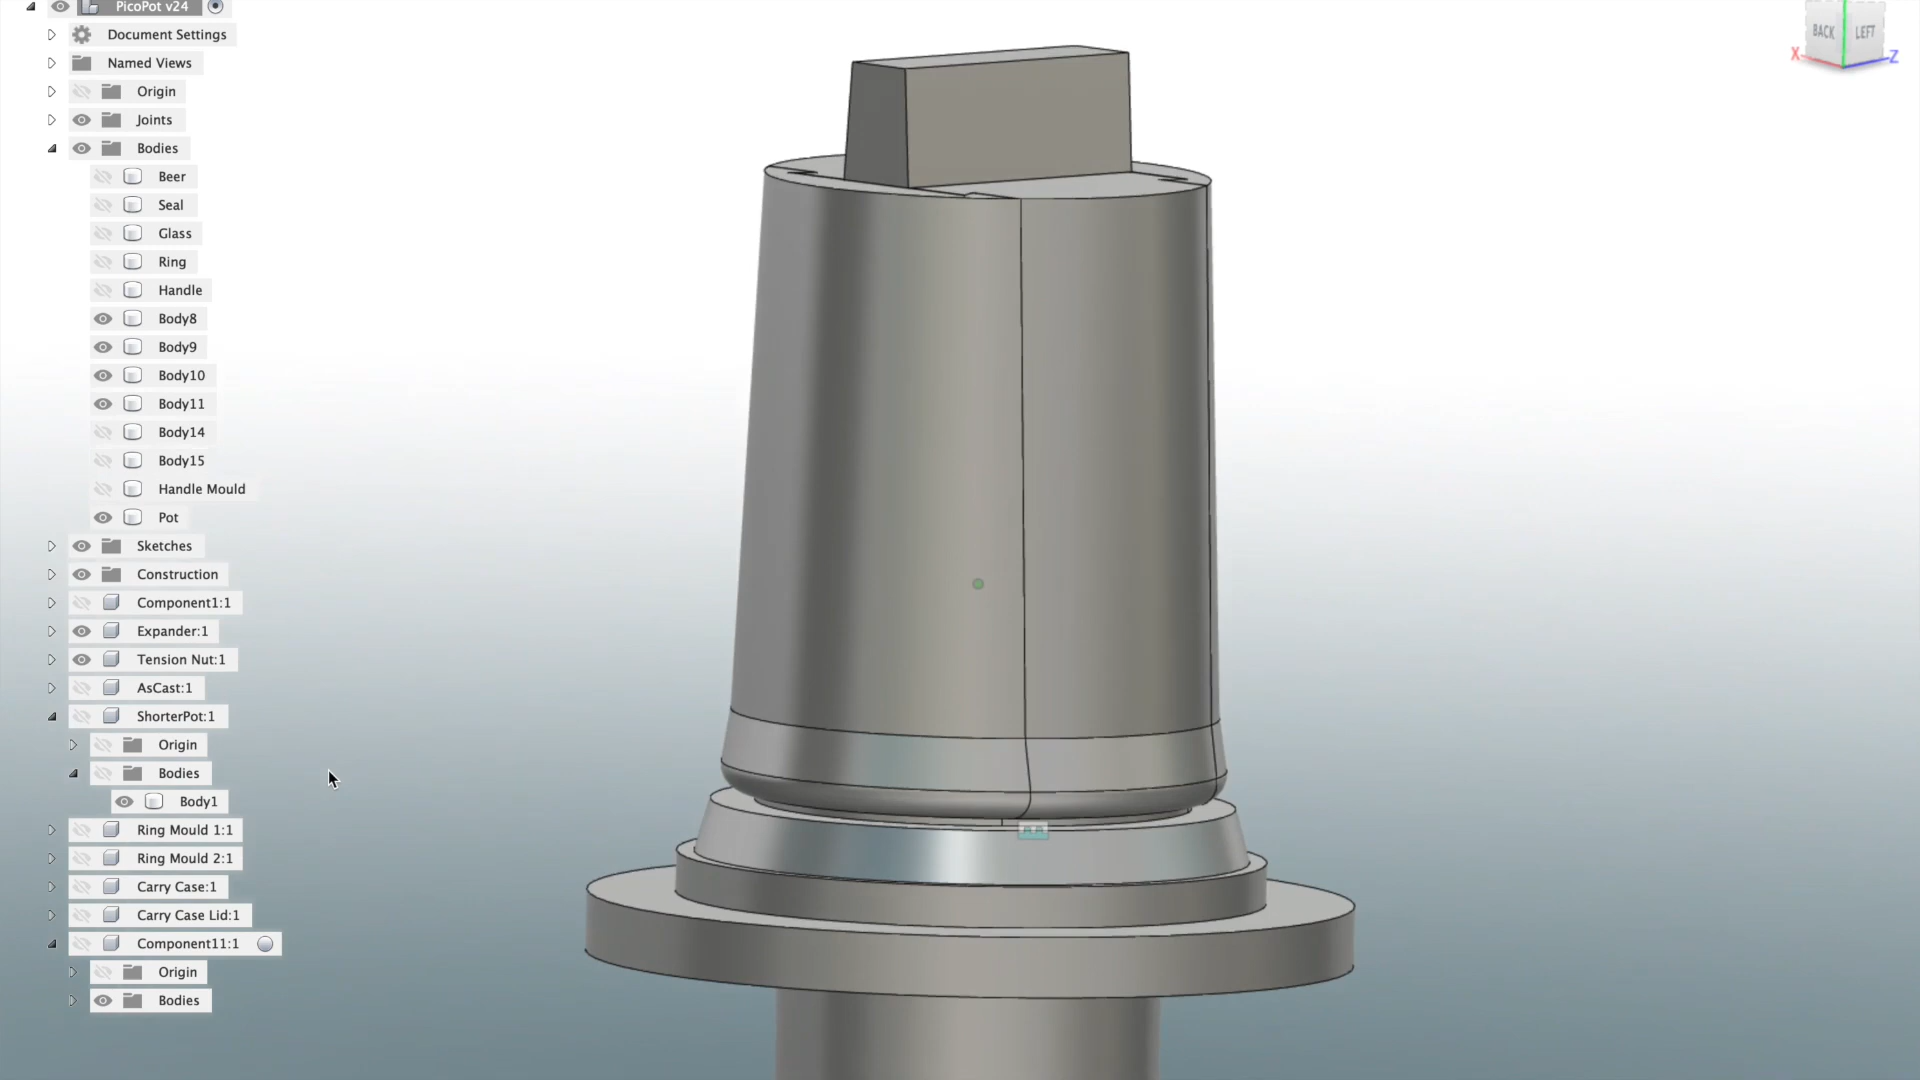 PicoPot v24
Document Settings
Named Views
Origin
Joints
Bodies
Beer
Seal
Glass
Ring
Handle
Body8
Body9
Body10
Body11
Body14
Body15
Handle Mould
Pot
Sketches
Construction
Component1:1
Expander:1
Tension Nut:1
AsCast:1
ShorterPot:1
Origin
Bodies
Body1
Ring Mould 1:1
Ring Mould 2:1
Carry Case:1
Carry Case Lid:1
Component11:1
Origin
Bodies
BACK LEFT
X Z